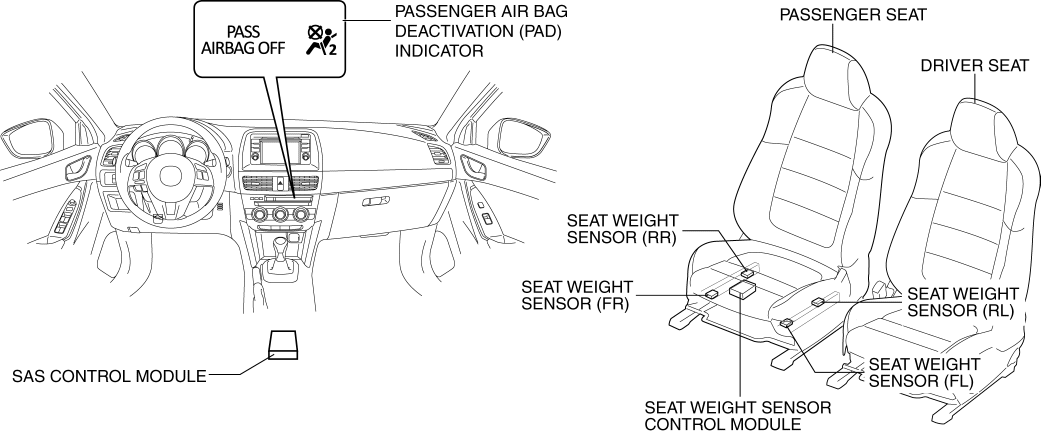 PASS
AIRBAG OFF
2
PASSENGER AIR BAG
DEACTIVATION (PAD)
INDICATOR
SAS CONTROL MODULE
PASSENGER SEAT
DRIVER SEAT
SEAT WEIGHT
SENSOR (RR)
SEAT WEIGHT
SENSOR (FR)
SEAT WEIGHT
SENSOR (RL)
SEAT WEIGHT
SENSOR (FL)
SEAT WEIGHT SENSOR
CONTROL MODULE